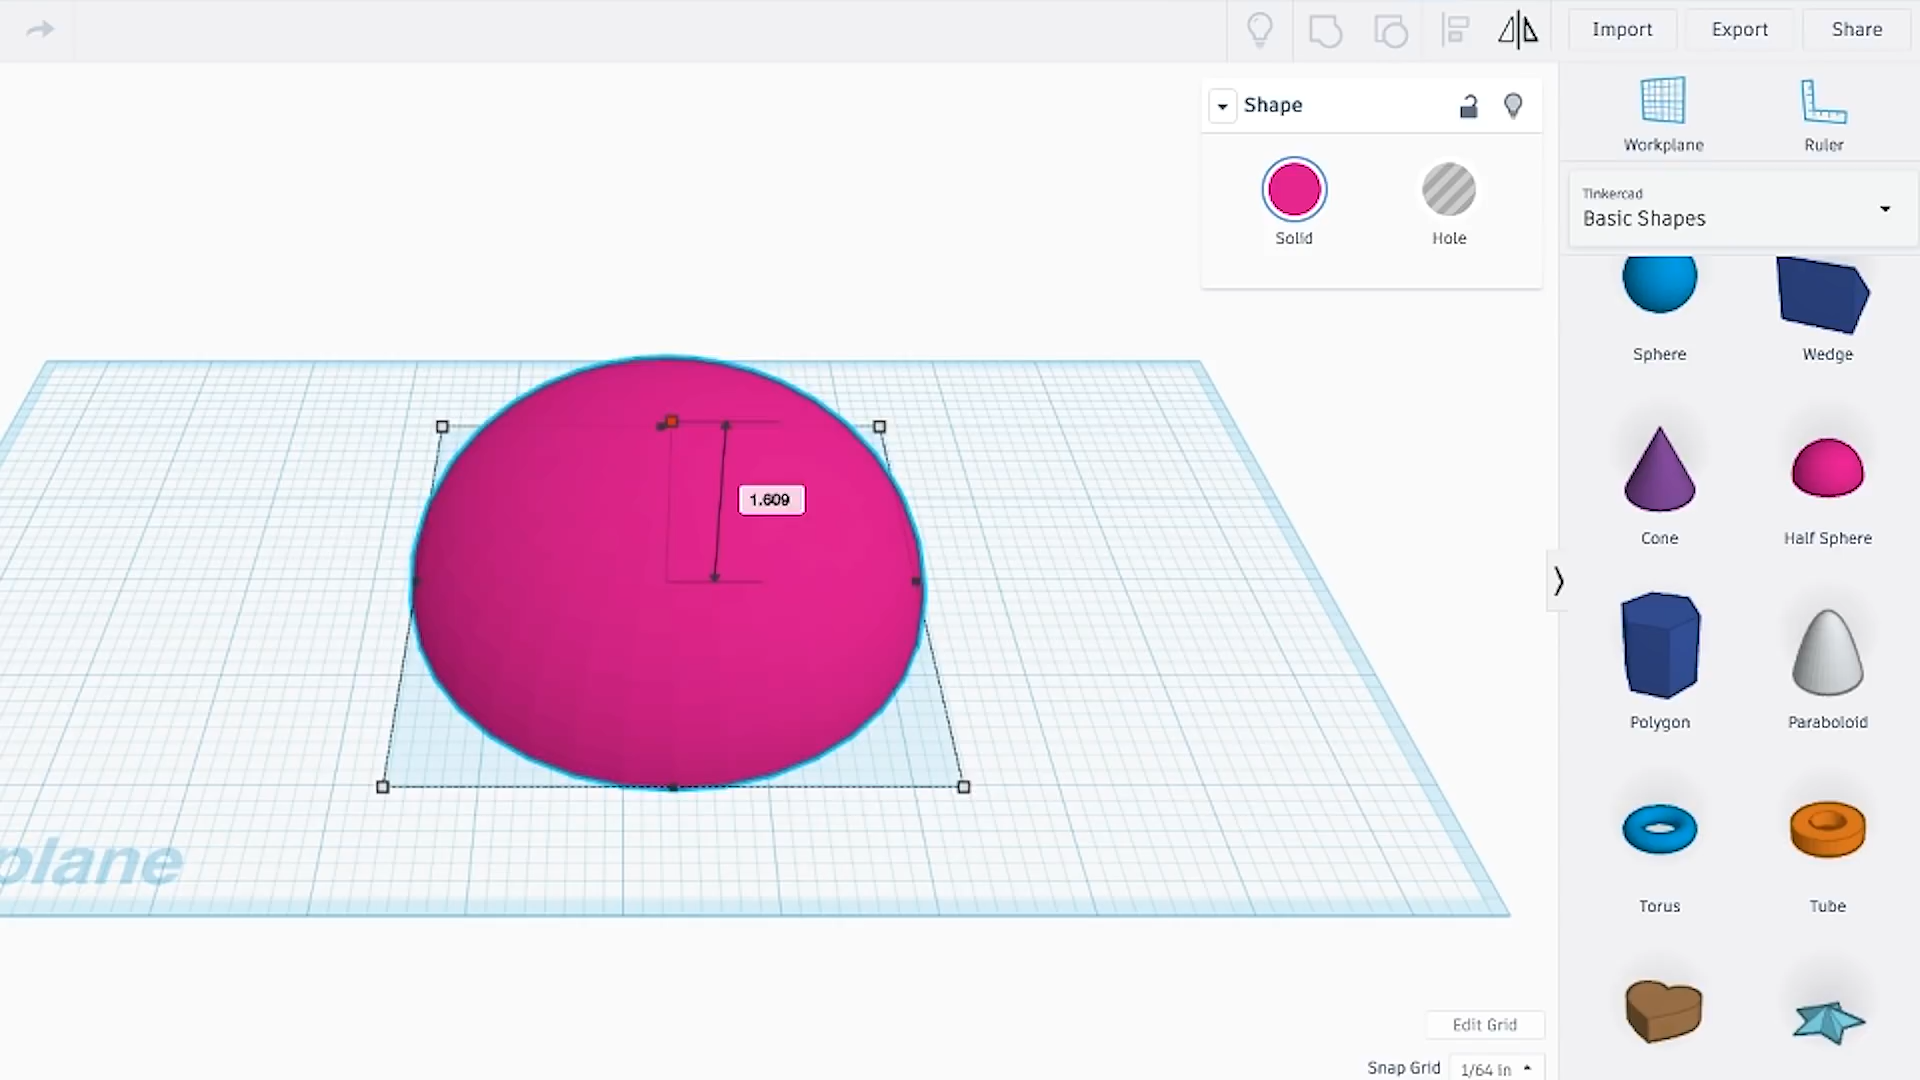 Import
Export
Share
Shape
Solid
Hole
Workplane
Ruler
Tinkercad
Basic Shapes
Sphere
Wedge
Cone
Half Sphere
Polygon
Paraboloid
Torus
Tube
1.609
plane
Edit Grid
Snap Grid 1/64 in